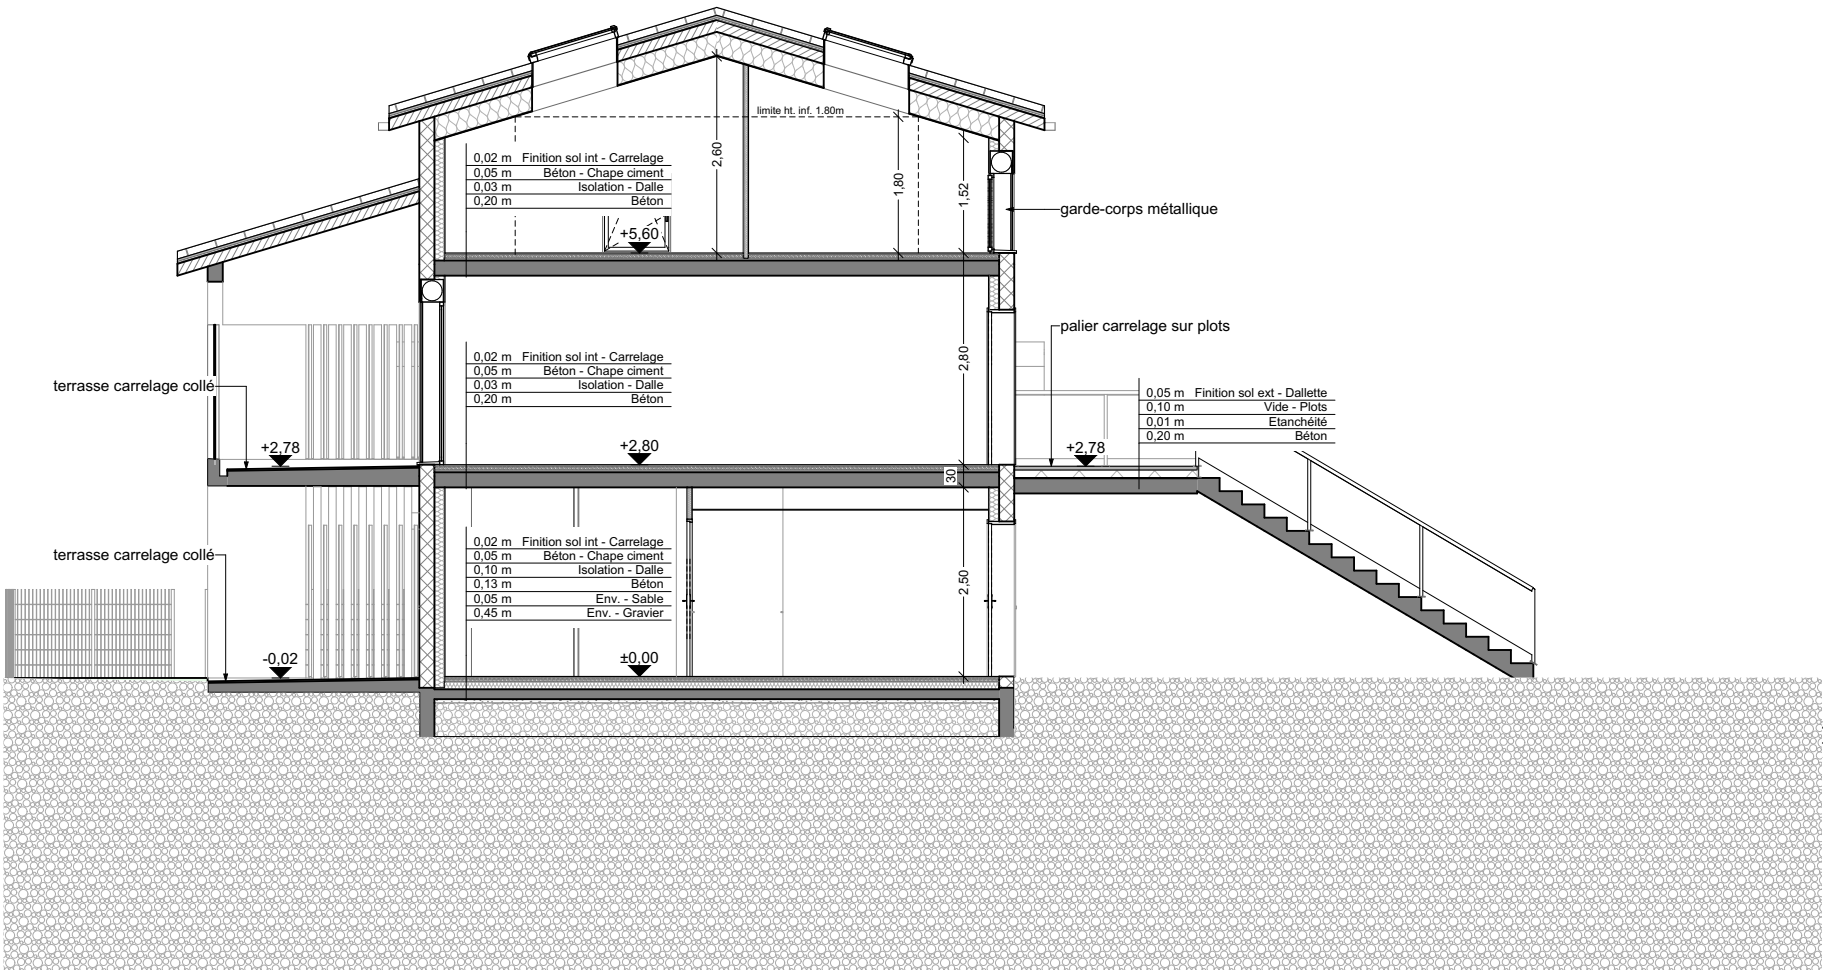 limite ht. inf. 1.80m
0,02 m Finition sol int - Carrelage
0,05 m Béton - Chape ciment
0,03 m Isolation - Dalle
0,20 m Béton
2,60
1,80
1,52
garde-corps métallique
+5,60
palier carrelage sur plots
0,02 m Finition sol int - Carrelage
0,05 m Béton - Chape ciment
0,03 m Isolation - Dalle
0,20 m Béton
2,80
terrasse carrelage collé
0,05 m Finition sol ext - Dallette
0,10 m Vide - Plots
0,01 m Etanchéité
0,20 m Béton
+2,78
+2,80
+2,78
30
0,02 m Finition sol int - Carrelage
0,05 m Béton - Chape ciment
0,10 m Isolation - Dalle
0,13 m Béton
0,05 m Env. - Sable
0,45 m Env. - Gravier
terrasse carrelage collé
2,50
-0,02
±0,00